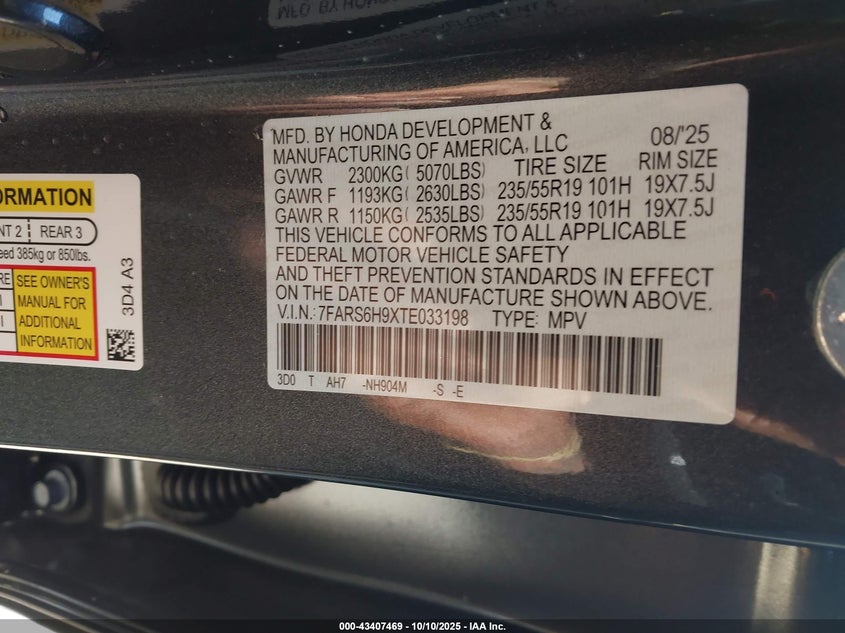 MFD. BY HONDA DEVELOPMENT &
MANUFACTURING OF AMERICA, LLC 08/'25
GVWR 2300KG ( 5070LBS) TIRE SIZE RIM SIZE
GAWR F 1193KG ( 2630LBS) 235/55R19 101H 19X7.5J
GAWR R 1150KG ( 2535LBS) 235/55R19 101H 19X7.5J
THIS VEHICLE CONFORMS TO ALL APPLICABLE
FEDERAL MOTOR VEHICLE SAFETY
AND THEFT PREVENTION STANDARDS IN EFFECT
ON THE DATE OF MANUFACTURE SHOWN ABOVE.
V.I.N.:7FARS6H9XTE033198 TYPE: MPV
3D0 T AH7 -NH904M -S -E
ORMATION
NT 2 REAR 3
eed 385kg or 850lbs.
RE
SEE OWNER'S
MANUAL FOR
ADDITIONAL
INFORMATION
3D4 A3
000-43407469 - 10/10/2025 - IAA Inc.